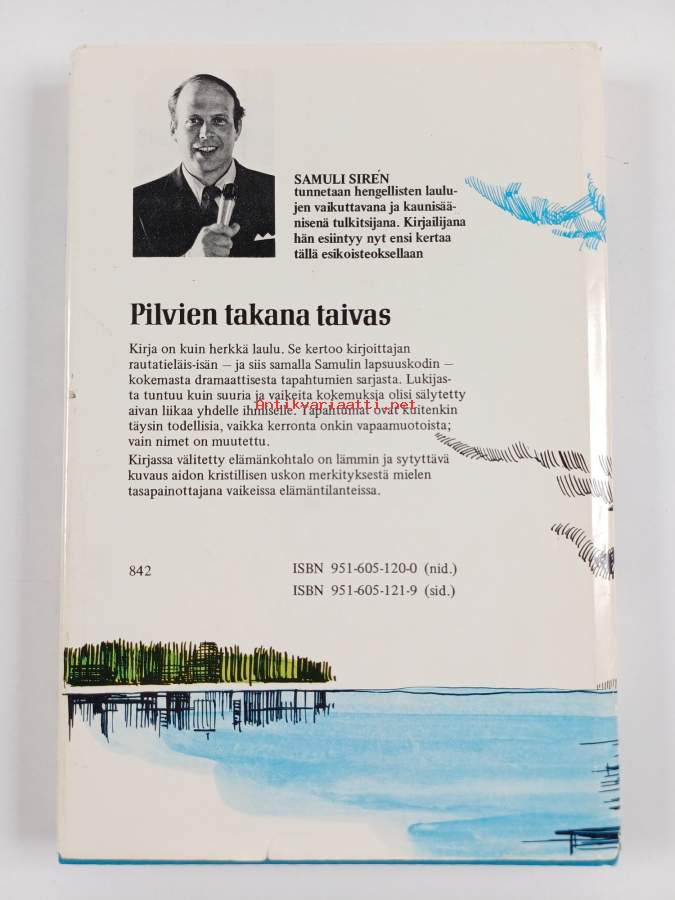 SAMULI SIRÉN
tunnetaan hengellisten laulu-
jen vaikuttavana ja kaunisää-
nisenä tulkitsijana. Kirjailijana
hän esiintyy nyt ensi kertaa
tällä esikoisteoksellaan
Pilvien takana taivas
Kirja on kuin herkkä laulu. Se kertoo kirjoittajan
rautatieläis-isän – ja siis samalla Samulin lapsuuskodin –
kokemasta dramaattisesta tapahtumien sarjasta. Lukijas-
ta tuntuu kuin suuria ja vaikeita kokemuksia olisi sälytetty
aivan liikaa yhdelle ihmiselle. Tapahtumat ovat kuitenkin
Antikvariaatti.net
täysin todellisia, vaikka kerronta onkin vapaamuotoista;
vain nimet on muutettu.
Kirjassa välitetty elämänkohtalo on lämmin ja sytyttävä
kuvaus aidon kristillisen uskon merkityksestä mielen
tasapainottajana vaikeissa elämäntilanteissa.
842
ISBN 951-605-120-0 (nid.)
ISBN 951-605-121-9 (sid.)